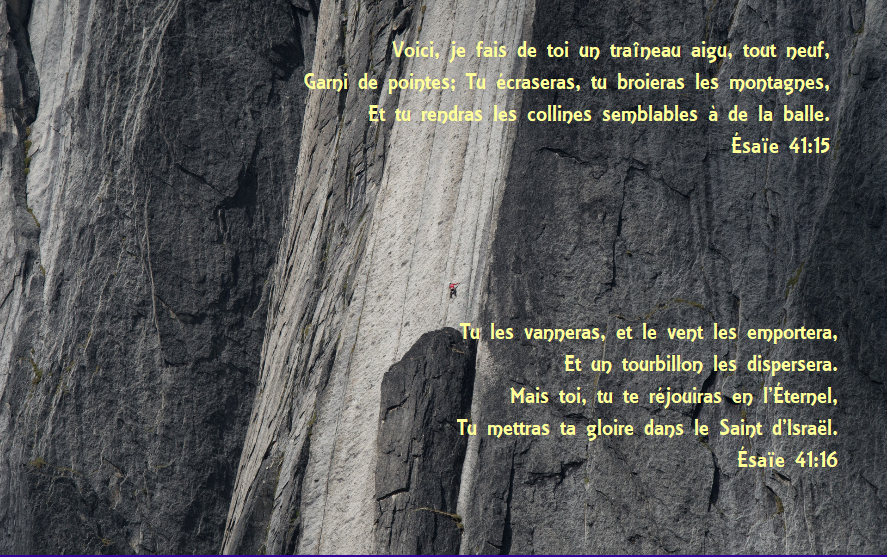 Voici, je fais de toi un traîneau aigu, tout neuf,
Garni de pointes; Tu écraseras, tu broieras les montagnes,
Et tu rendras les collines semblables à de la balle.
Ésaïe 41:15
Tu les vanneras, et le vent les emportera,
Et un tourbillon les dispersera.
Mais toi, tu te réjouiras en l'Éternel,
Tu mettras ta gloire dans le Saint d'Israël.
Ésaïe 41:16